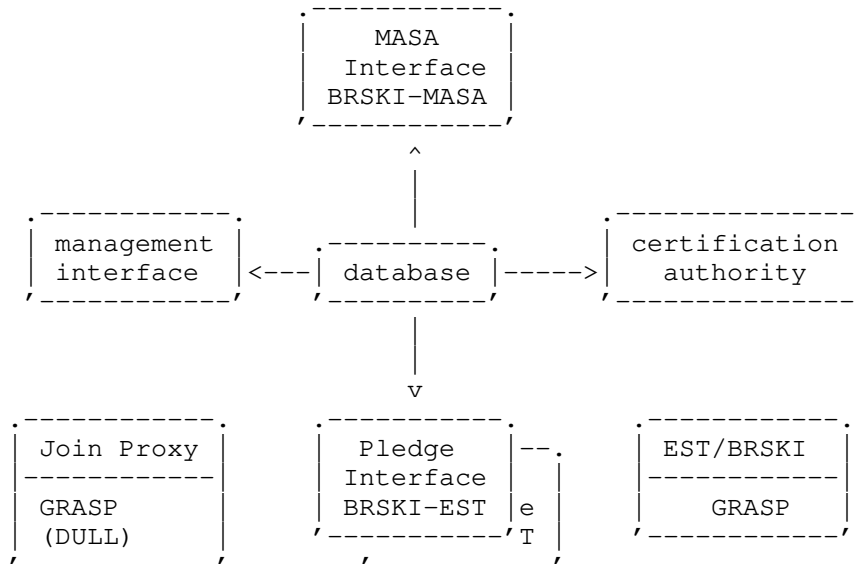 MASA
Interface
BRSKI-MASA
management
interface
database
certification
authority
Join Proxy
GRASP
(DULL)
Pledge
Interface
BRSKI-EST
e
T
EST/BRSKI
GRASP